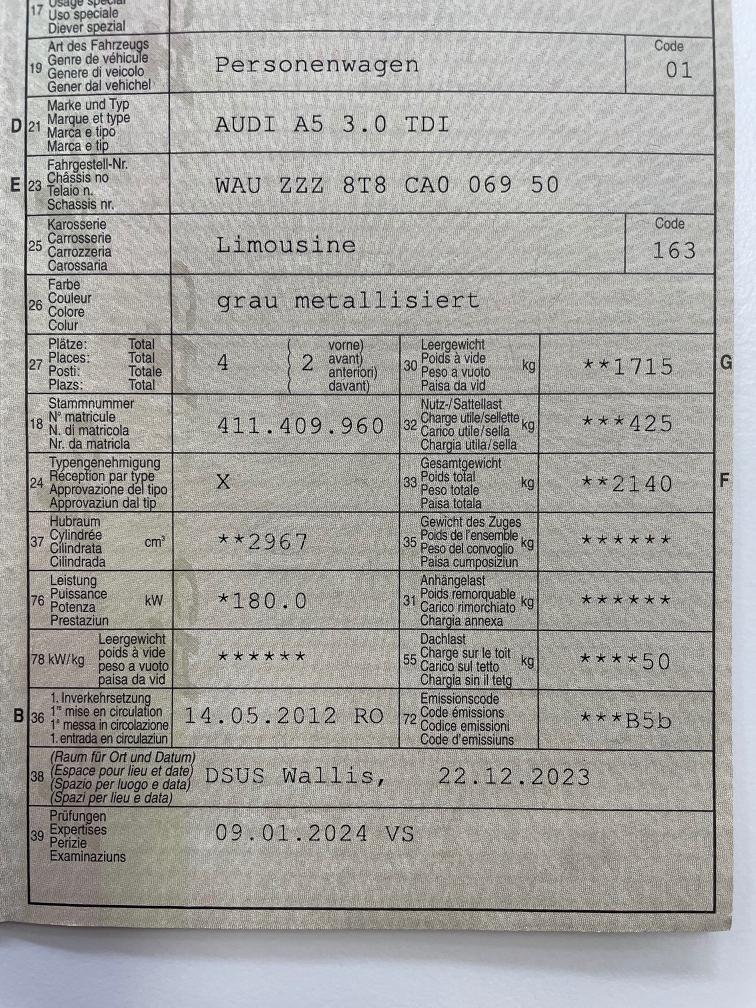 17 Usage spécial
Uso speciale
Diever spezial
Art des Fahrzeugs
Genre de véhicule
19 Genere di veicolo
Gener dal vehichel
Personenwagen
Code
01
Marke und Typ
D 21 Marque et type
Marca e tipo
Marca e tip
AUDI A5 3.0 TDI
Fahrgestell-Nr.
E 23 Châssis no
Telaio n.
Schassis nr.
WAU ZZZ 8T8 CA0 069 50
Karosserie
25 Carrosserie
Carrozzeria
Carossaria
Limousine
Code
163
Farbe
26 Couleur
Colore
Colur
grau metallisiert
Plätze: Total
27 Places: Total
Posti: Totale
Plazs: Total
4 ( 2 vorne)
avant)
anteriori)
davant)
Leergewicht
30 Poids à vide kg
Peso a vuoto
Paisa da vid
**1715 G
Stammnummer
18 N° matricule
N. di matricola
Nr. da matricla
411.409.960
Nutz-/Sattellast
32 Charge utile/sellette kg
Carico utile/sella
Chargia utila/sella
***425
Typengenehmigung
24 Réception par type
Approvazione del tipo
Approvaziun dal tip
X
Gesamtgewicht
33 Poids total kg
Peso totale
Paisa totala
**2140 F
Hubraum
37 Cylindrée cm³
Cilindrata
Cilindrada
**2967
Gewicht des Zuges
35 Poids de l'ensemble kg
Peso del convoglio
Paisa cumposiziun
******
Leistung
76 Puissance kW
Potenza
Prestaziun
*180.0
Anhängelast
31 Poids remorquable kg
Carico rimorchiato
Chargia annexa
******
Leergewicht
78 kW/kg poids à vide
peso a vuoto
paisa da vid
******
Dachlast
55 Charge sur le toit kg
Carico sul tetto
Chargia sin il tetg
****50
1. Inverkehrsetzung
B 36 1re mise en circulation
1a messa in circolazione
1. entrada en circulaziun
14.05.2012 RO
Emissionscode
72 Code émissions
Codice emissioni
Code d'emissiuns
***B5b
(Raum für Ort und Datum)
38 (Espace pour lieu et date)
(Spazio per luogo e data)
(Spazi per lieu e data)
DSUS Wallis, 22.12.2023
Prüfungen
39 Expertises
Perizie
Examinaziuns
09.01.2024 VS